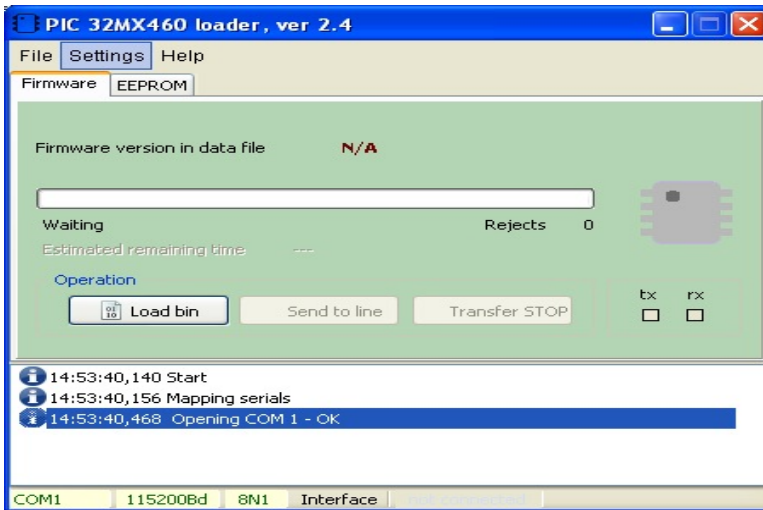 PIC 32MX460 loader, ver 2.4
File Settings Help
Firmware EEPROM
Firmware version in data file N/A
Waiting Rejects 0
Estimated remaining time ---
Operation
Load bin Send to line Transfer STOP
tx rx
14:53:40,140 Start
14:53:40,156 Mapping serials
14:53:40,468 Opening COM 1 - OK
COM1 115200Bd 8N1 Interface not connected